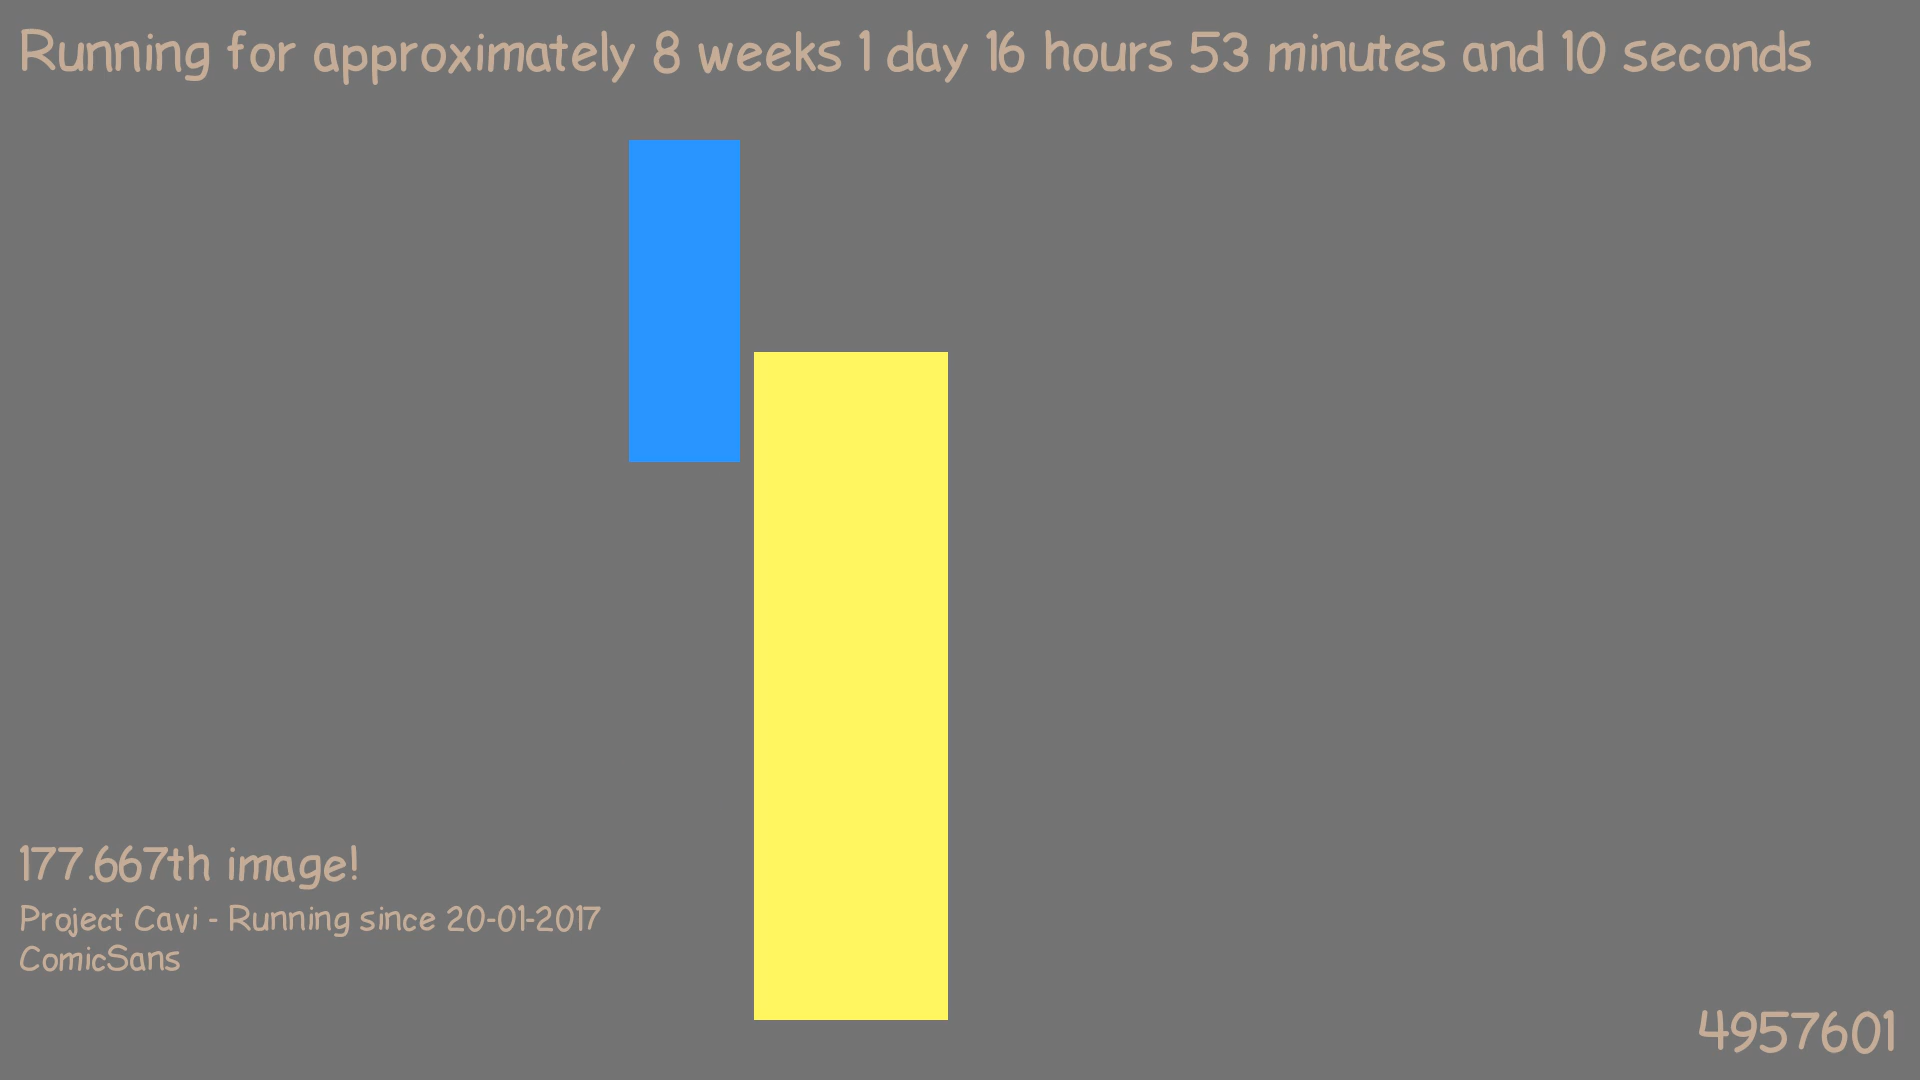 Running for approximately 8 weeks 1 day 16 hours 53 minutes and 10 seconds
177.667th image!
Project Cavi - Running since 20-01-2017
ComicSans
4957601